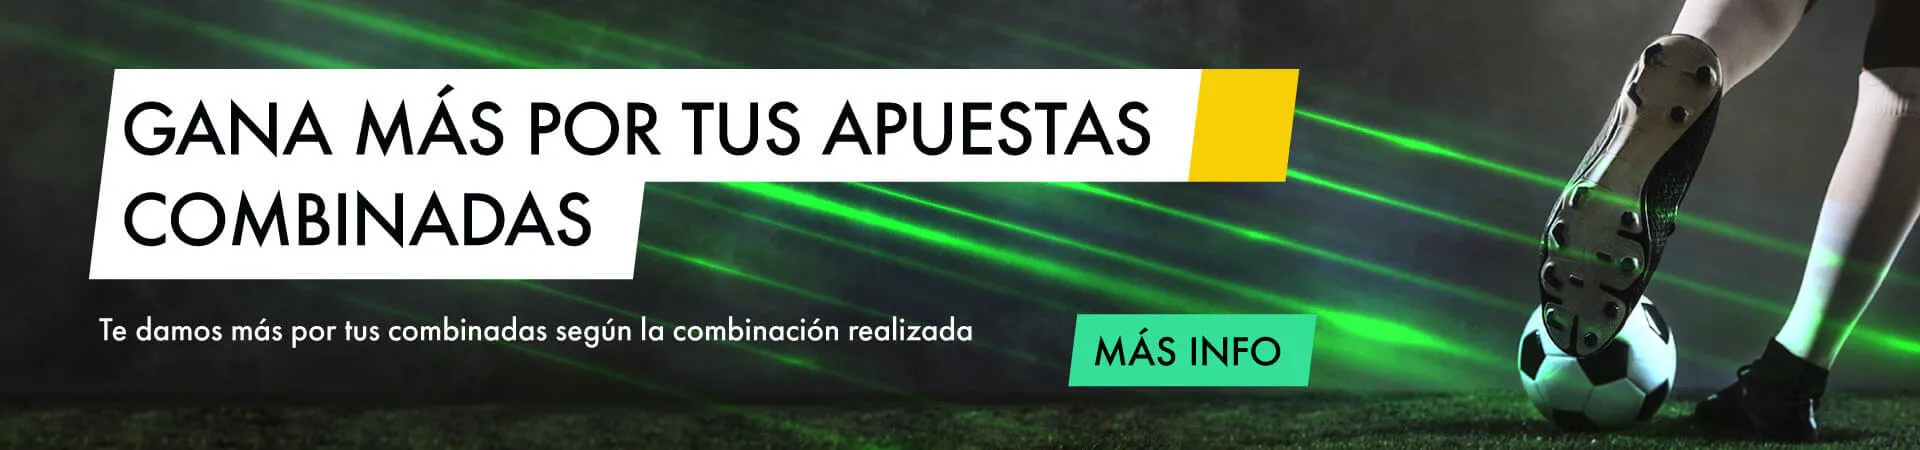 GANA MÁS POR TUS APUESTAS
COMBINADAS
Te damos más por tus combinadas según la combinación realizada
MÁS INFO